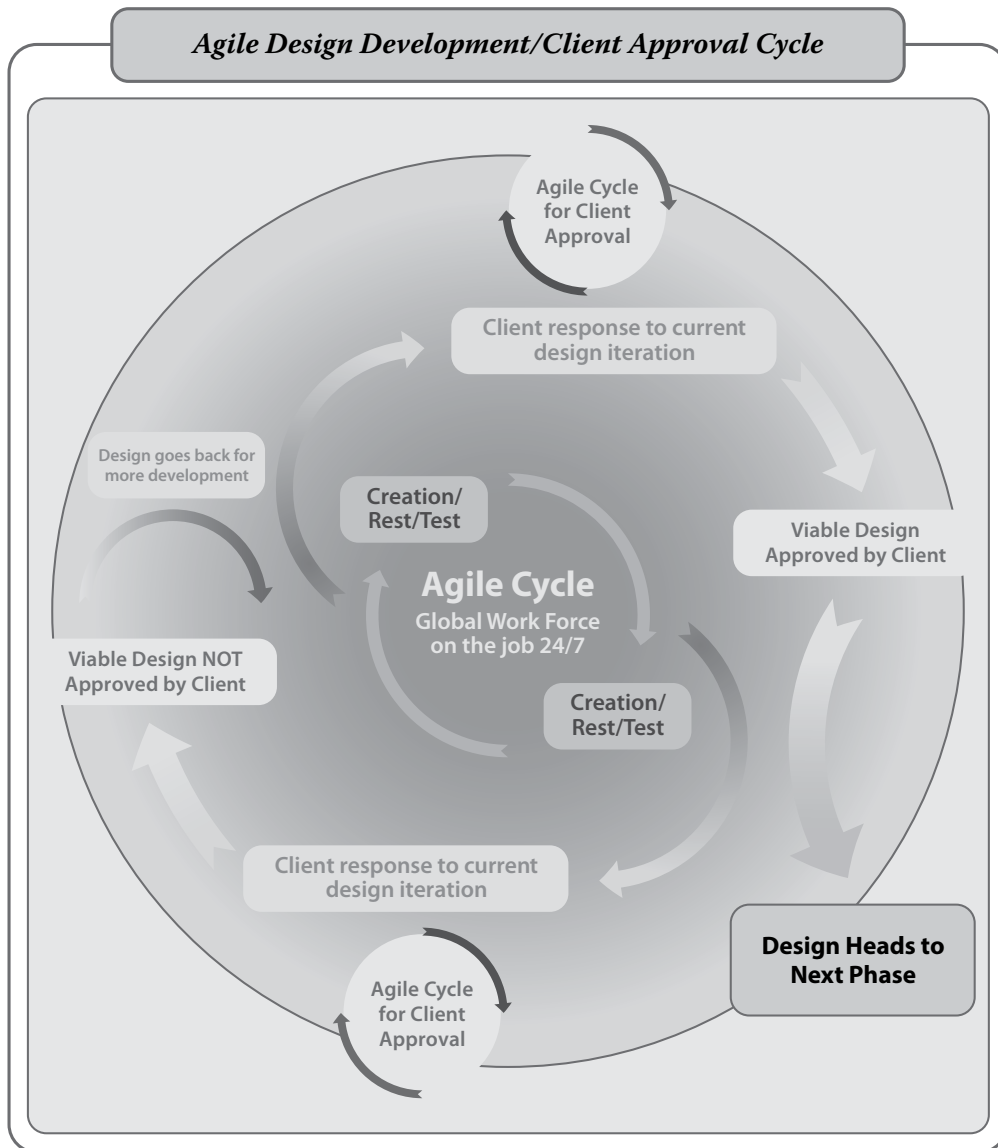 Agile Design Development/Client Approval Cycle
Agile Cycle
for Client
Approval
Client response to current
design iteration
Design goes back for
more development
Creation/
Rest/Test
Viable Design
Approved by Client
Agile Cycle
Global Work Force
on the job 24/7
Viable Design NOT
Approved by Client
Creation/
Rest/Test
Client response to current
design iteration
Design Heads to
Next Phase
Agile Cycle
for Client
Approval